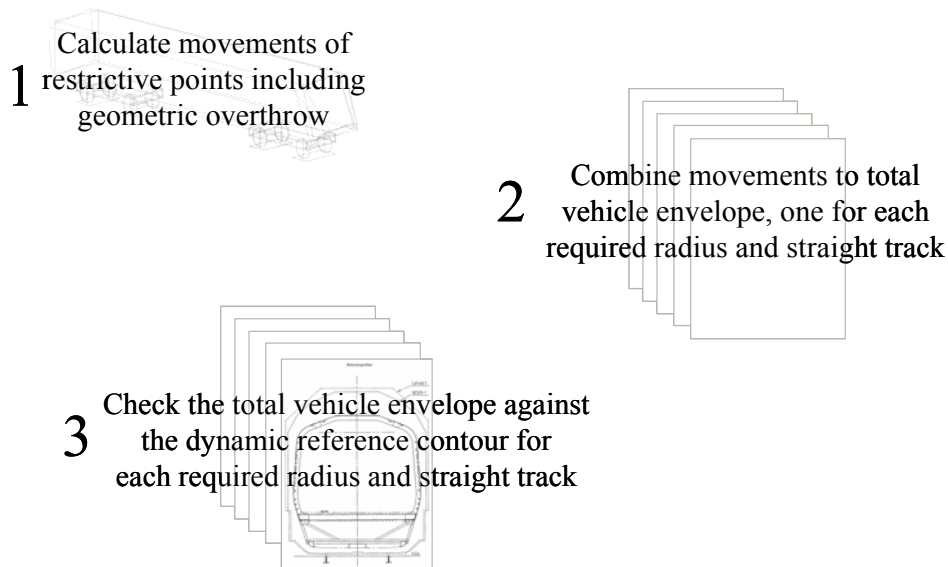 1
Calculate movements of
restrictive points including
geometric overthrow
2
Combine movements to total
vehicle envelope, one for each
required radius and straight track
3
Check the total vehicle envelope against
the dynamic reference contour for
each required radius and straight track